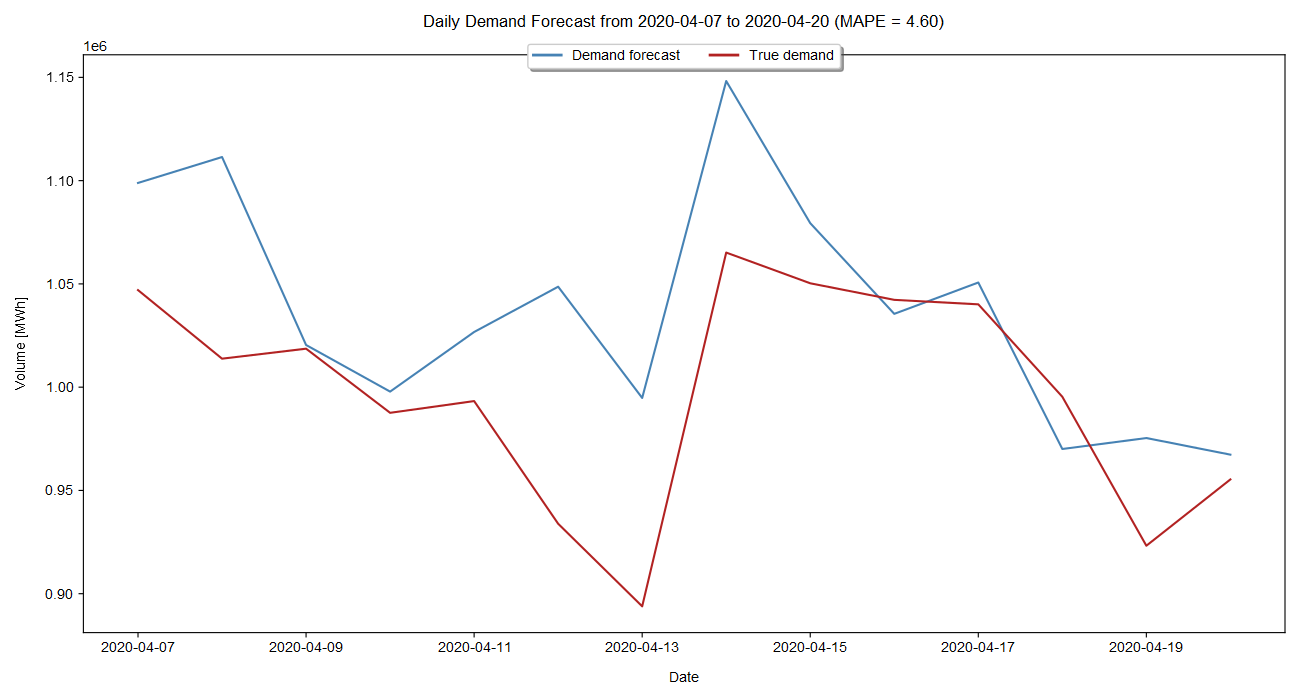 Daily Demand Forecast from 2020-04-07 to 2020-04-20 (MAPE = 4.60)
1e6
Demand forecast
True demand
1.15
1.10
1.05
1.00
0.95
0.90
Volume [MWh]
2020-04-07
2020-04-09
2020-04-11
2020-04-13
2020-04-15
2020-04-17
2020-04-19
Date